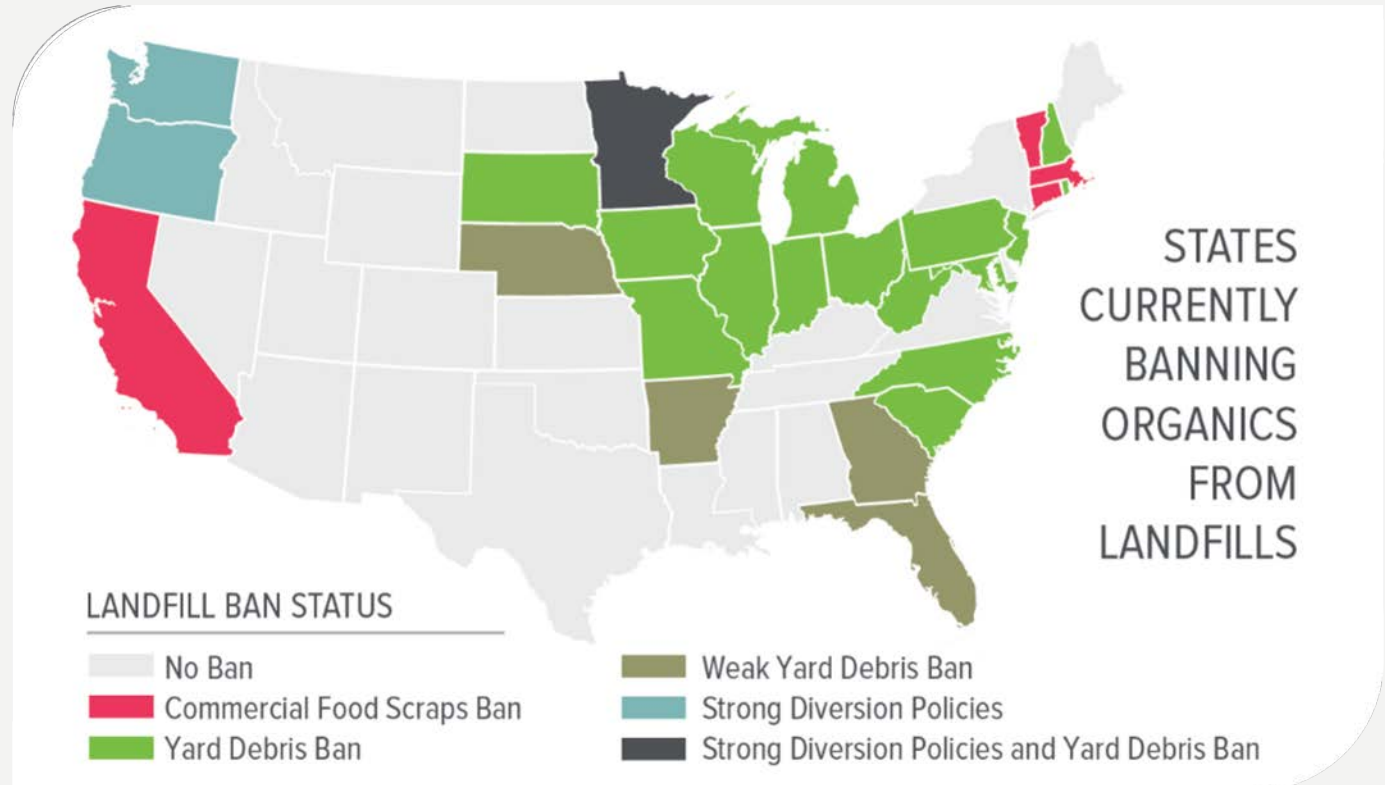 STATES
CURRENTLY
BANNING
ORGANICS
FROM
LANDFILLS
LANDFILL BAN STATUS
No Ban
Commercial Food Scraps Ban
Yard Debris Ban
Weak Yard Debris Ban
Strong Diversion Policies
Strong Diversion Policies and Yard Debris Ban